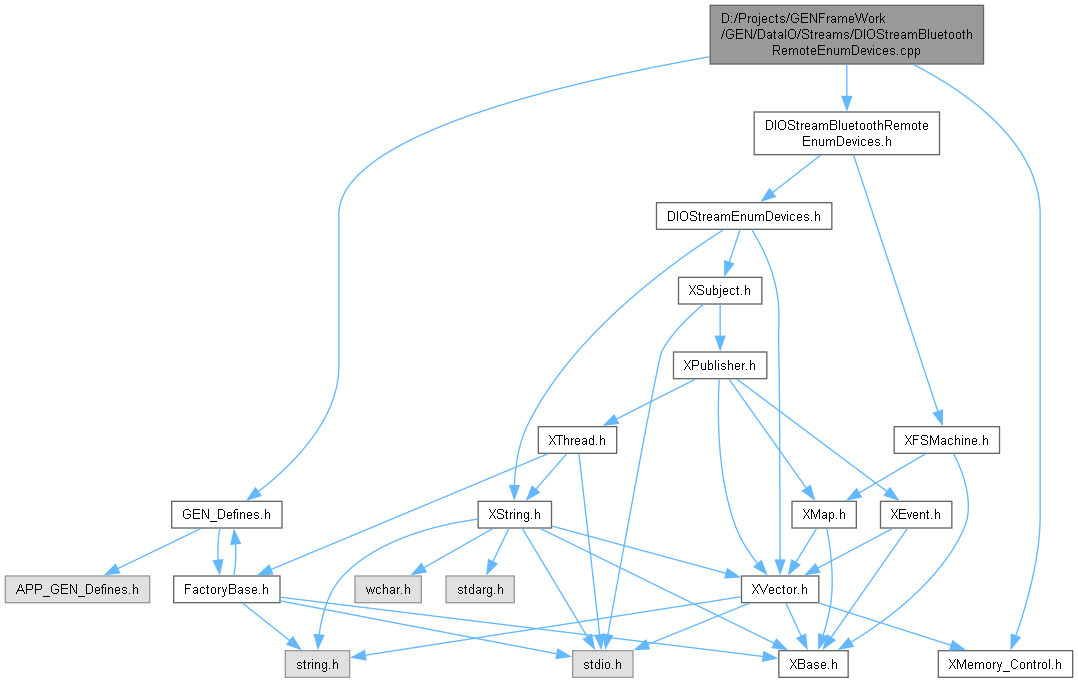 D:/Projects/GENFrameWork
/GEN/DataIO/Streams/DIOStreamBluetooth
RemoteEnumDevices.cpp
DIOStreamBluetoothRemote
EnumDevices.h
DIOStreamEnumDevices.h
XSubject.h
XPublisher.h
XThread.h
XFSMachine.h
GEN_Defines.h
XString.h
XMap.h
XEvent.h
APP_GEN_Defines.h
FactoryBase.h
wchar.h
stdarg.h
XVector.h
string.h
stdio.h
XBase.h
XMemory_Control.h